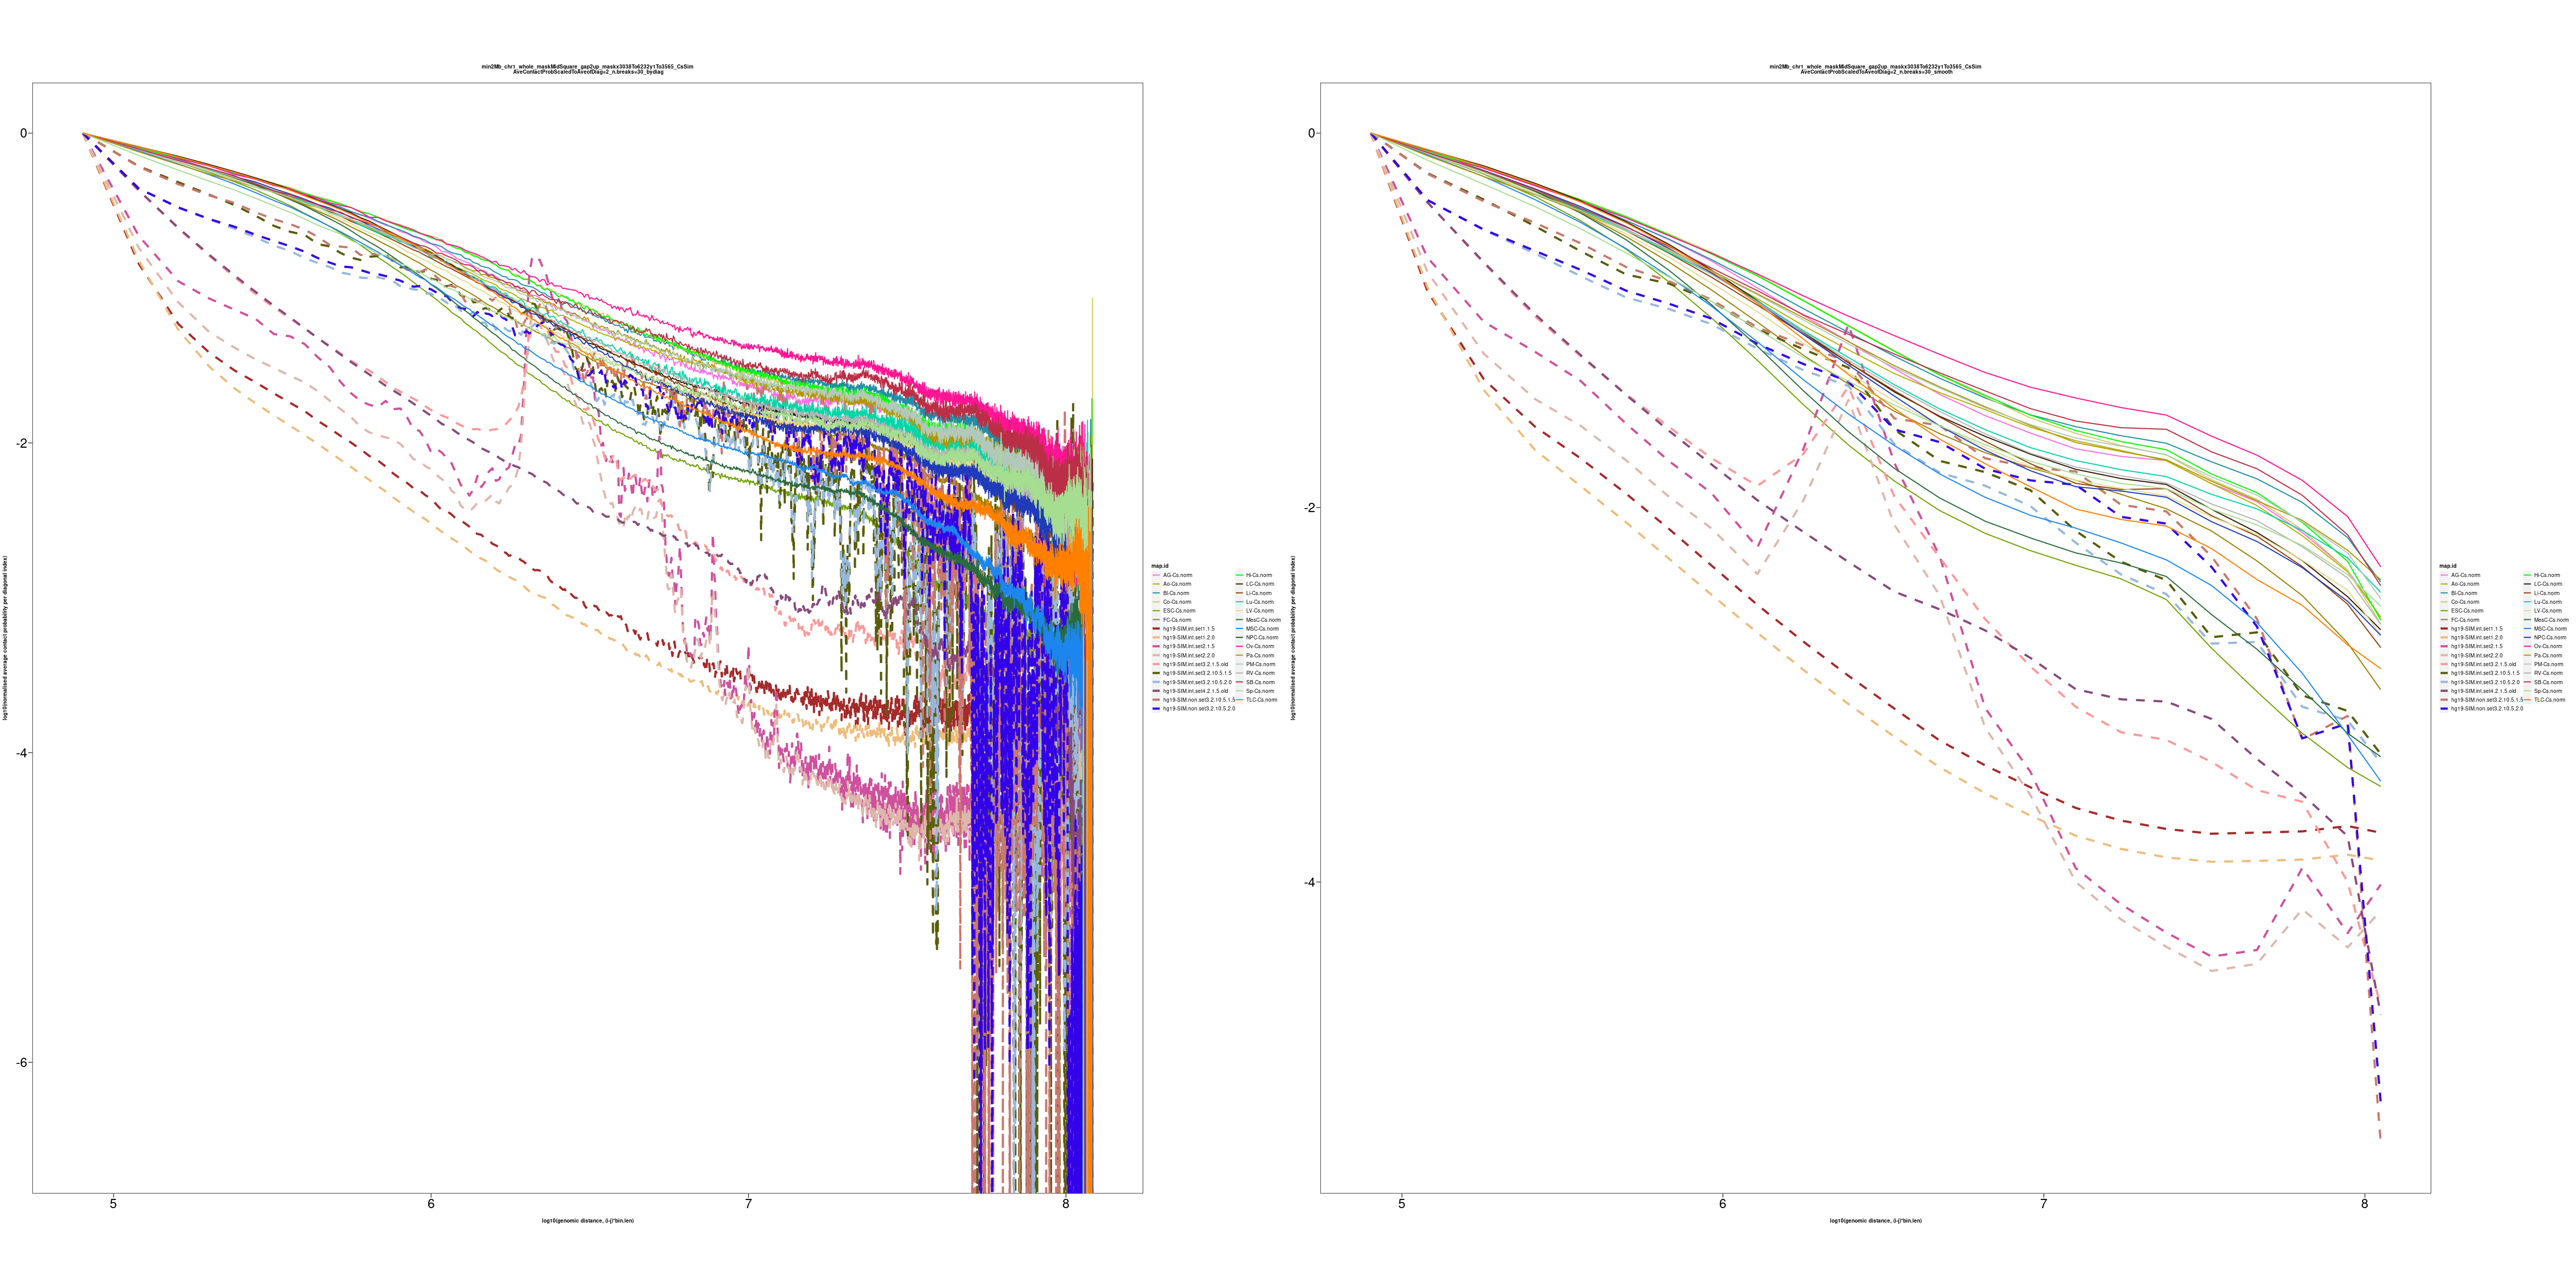 min2Mb_chr1_whole_maskMidSquare_gap2up_maskx3038To6232y1To3565_CsSim
AveContactProbScaledToAveofDiag=2_n.breaks=30_bydiag
0
-2
-4
-6
5
6
7
8
log10(genomic distance, (i-j)*bin.len)
log10(normalised average contact probability per diagonal index)
map.id
AG-Cs.norm
Ao-Cs.norm
Bl-Cs.norm
Co-Cs.norm
ESC-Cs.norm
FC-Cs.norm
hg19-SIM.int.set1.1.5
hg19-SIM.int.set1.2.0
hg19-SIM.int.set2.1.5
hg19-SIM.int.set2.2.0
hg19-SIM.int.set3.2.1.5.old
hg19-SIM.int.set3.2.10.5.1.5
hg19-SIM.int.set3.2.10.5.2.0
hg19-SIM.int.set4.2.1.5.old
hg19-SIM.non.set3.2.10.5.1.5
hg19-SIM.non.set3.2.10.5.2.0
Hi-Cs.norm
LC-Cs.norm
Li-Cs.norm
Lu-Cs.norm
LV-Cs.norm
MesC-Cs.norm
MSC-Cs.norm
NPC-Cs.norm
Ov-Cs.norm
Pa-Cs.norm
PM-Cs.norm
RV-Cs.norm
SB-Cs.norm
Sp-Cs.norm
TLC-Cs.norm
min2Mb_chr1_whole_maskMidSquare_gap2up_maskx3038To6232y1To3565_CsSim
AveContactProbScaledToAveofDiag=2_n.breaks=30_smooth
0
-2
-4
5
6
7
8
log10(genomic distance, (i-j)*bin.len)
log10(normalised average contact probability per diagonal index)
map.id
AG-Cs.norm
Ao-Cs.norm
Bl-Cs.norm
Co-Cs.norm
ESC-Cs.norm
FC-Cs.norm
hg19-SIM.int.set1.1.5
hg19-SIM.int.set1.2.0
hg19-SIM.int.set2.1.5
hg19-SIM.int.set2.2.0
hg19-SIM.int.set3.2.1.5.old
hg19-SIM.int.set3.2.10.5.1.5
hg19-SIM.int.set3.2.10.5.2.0
hg19-SIM.int.set4.2.1.5.old
hg19-SIM.non.set3.2.10.5.1.5
hg19-SIM.non.set3.2.10.5.2.0
Hi-Cs.norm
LC-Cs.norm
Li-Cs.norm
Lu-Cs.norm
LV-Cs.norm
MesC-Cs.norm
MSC-Cs.norm
NPC-Cs.norm
Ov-Cs.norm
Pa-Cs.norm
PM-Cs.norm
RV-Cs.norm
SB-Cs.norm
Sp-Cs.norm
TLC-Cs.norm